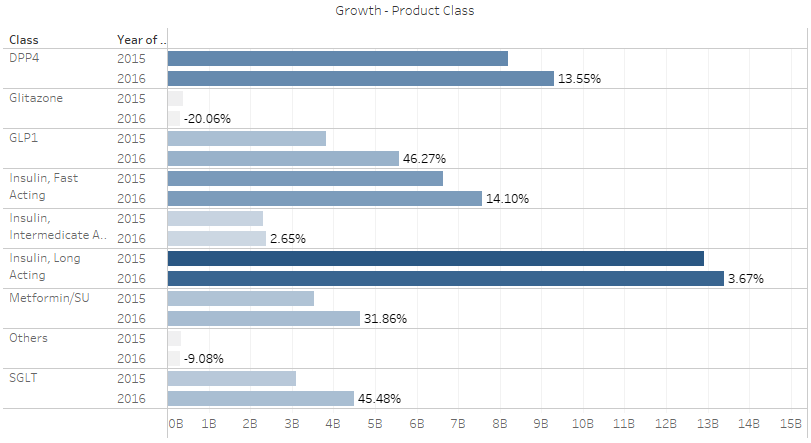 Growth - Product Class
Class Year of ..
DPP4 2015
2016 13.55%
Glitazone 2015
2016 -20.06%
GLP1 2015
2016 46.27%
Insulin, Fast 2015
Acting 2016 14.10%
Insulin, 2015
Intermedicate A.. 2016 2.65%
Insulin, Long 2015
Acting 2016 3.67%
Metformin/SU 2015
2016 31.86%
Others 2015
2016 -9.08%
SGLT 2015
2016 45.48%
0B 1B 2B 3B 4B 5B 6B 7B 8B 9B 10B 11B 12B 13B 14B 15B